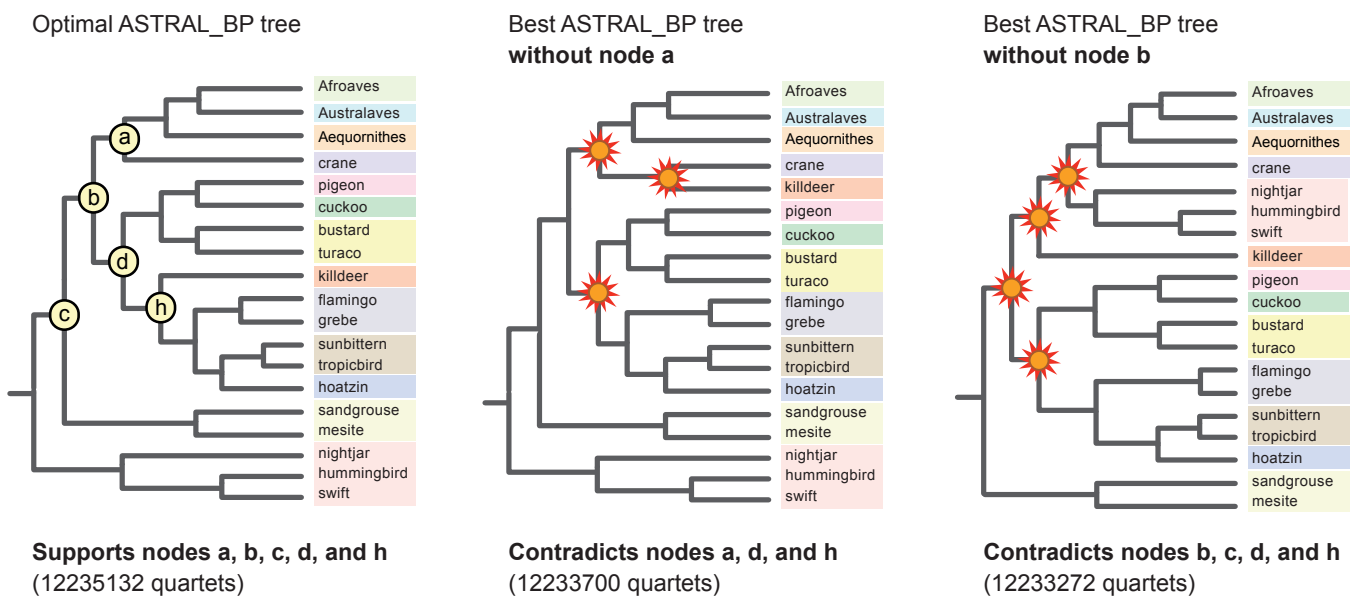 Optimal ASTRAL_BP tree
Afroaves
Australaves
Aequornithes
crane
pigeon
cuckoo
bustard
turaco
killdeer
flamingo
grebe
sunbittern
tropicbird
hoatzin
sandgrouse
mesite
nightjar
hummingbird
swift
a
b
d
h
c
Supports nodes a, b, c, d, and h
(12235132 quartets)
Best ASTRAL_BP tree
without node a
Afroaves
Australaves
Aequornithes
crane
killdeer
pigeon
cuckoo
bustard
turaco
flamingo
grebe
sunbittern
tropicbird
hoatzin
sandgrouse
mesite
nightjar
hummingbird
swift
Contradicts nodes a, d, and h
(12233700 quartets)
Best ASTRAL_BP tree
without node b
Afroaves
Australaves
Aequornithes
crane
nightjar
hummingbird
swift
killdeer
pigeon
cuckoo
bustard
turaco
flamingo
grebe
sunbittern
tropicbird
hoatzin
sandgrouse
mesite
Contradicts nodes b, c, d, and h
(12233272 quartets)